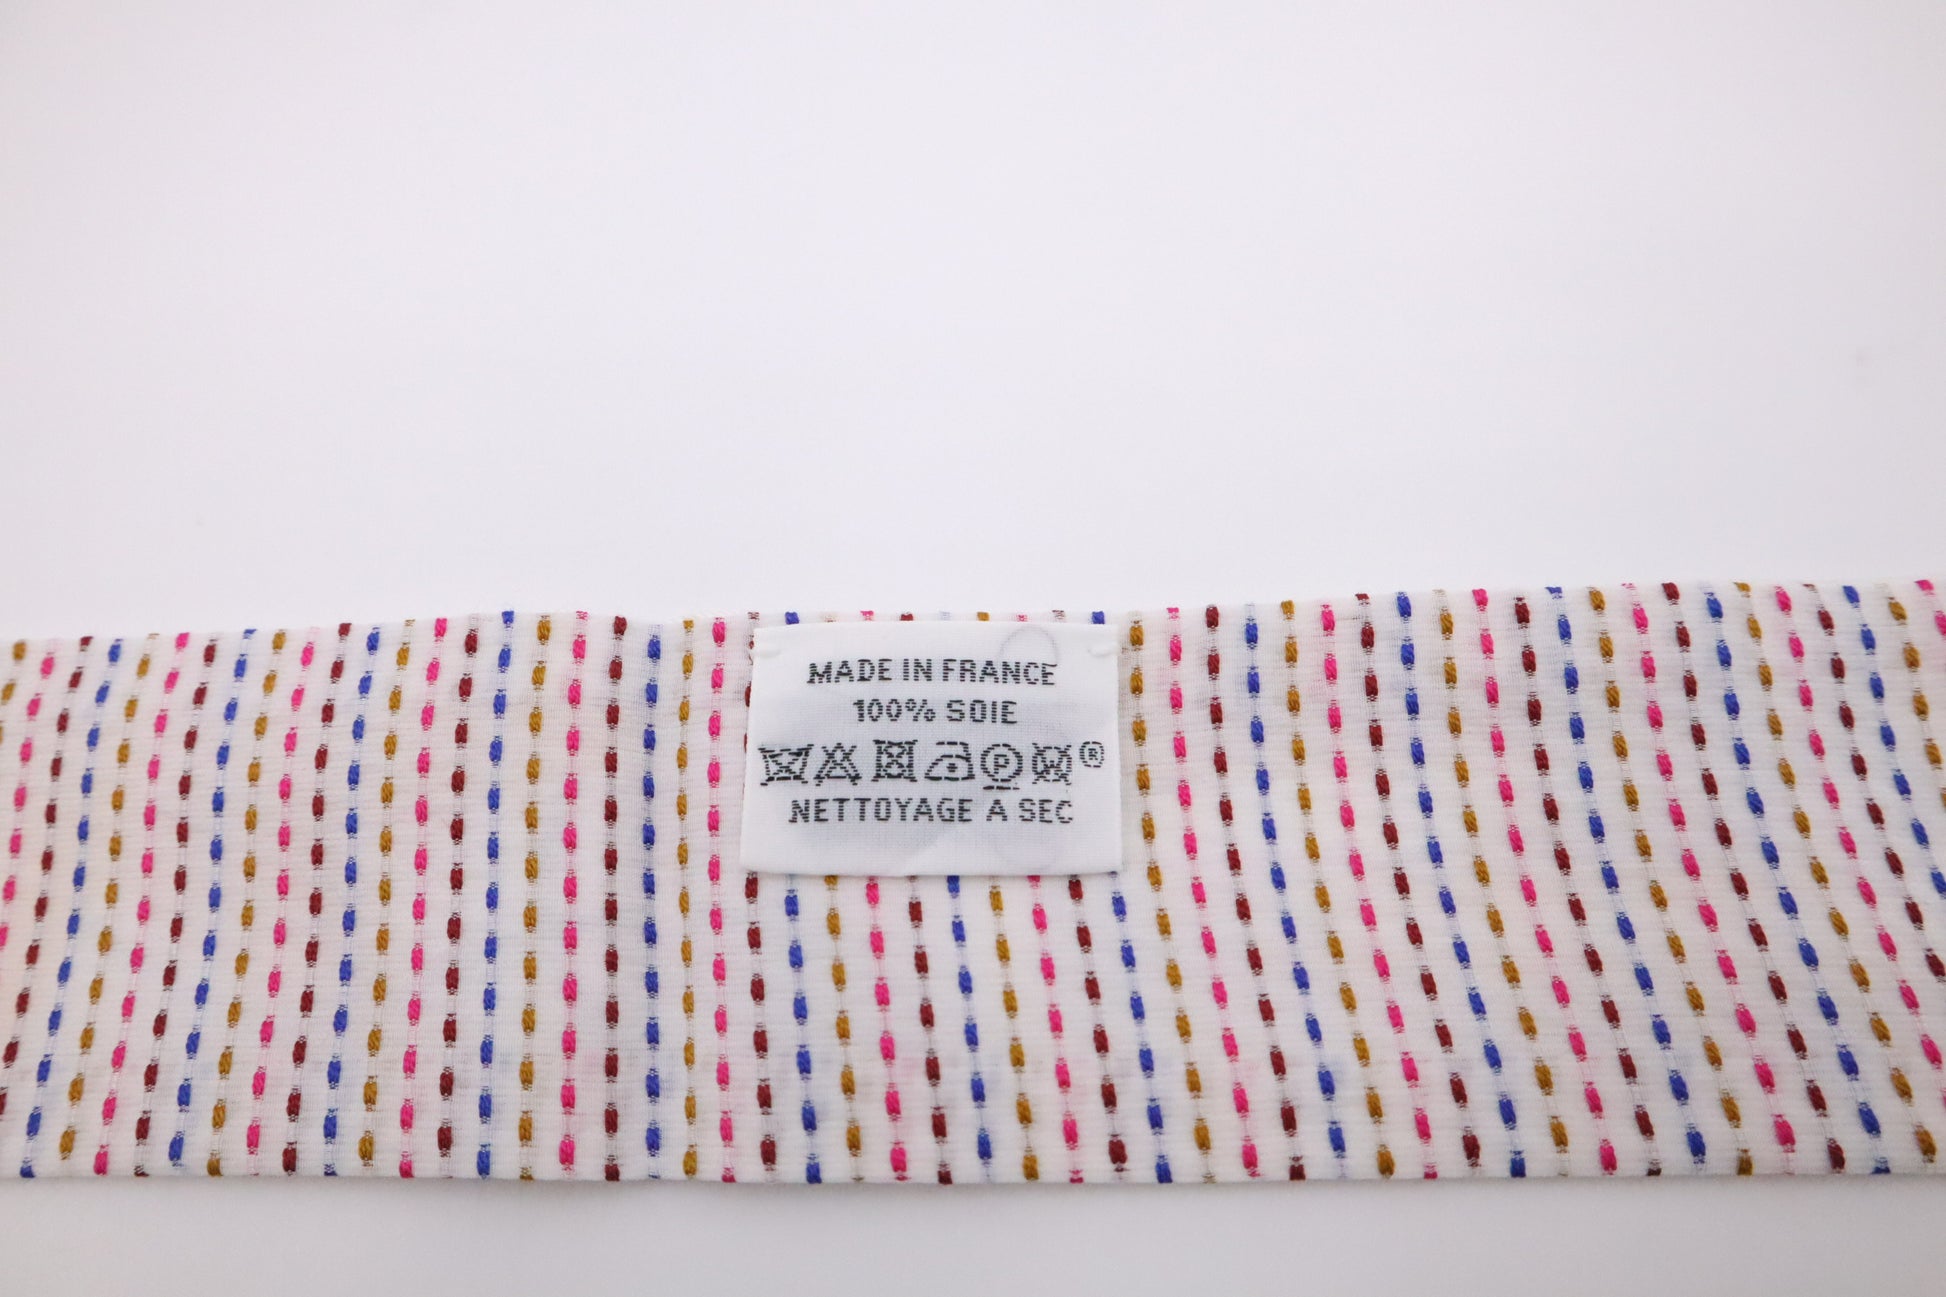 MADE IN FRANCE
100% SOIE
P ®
NETTOYAGE A SEC